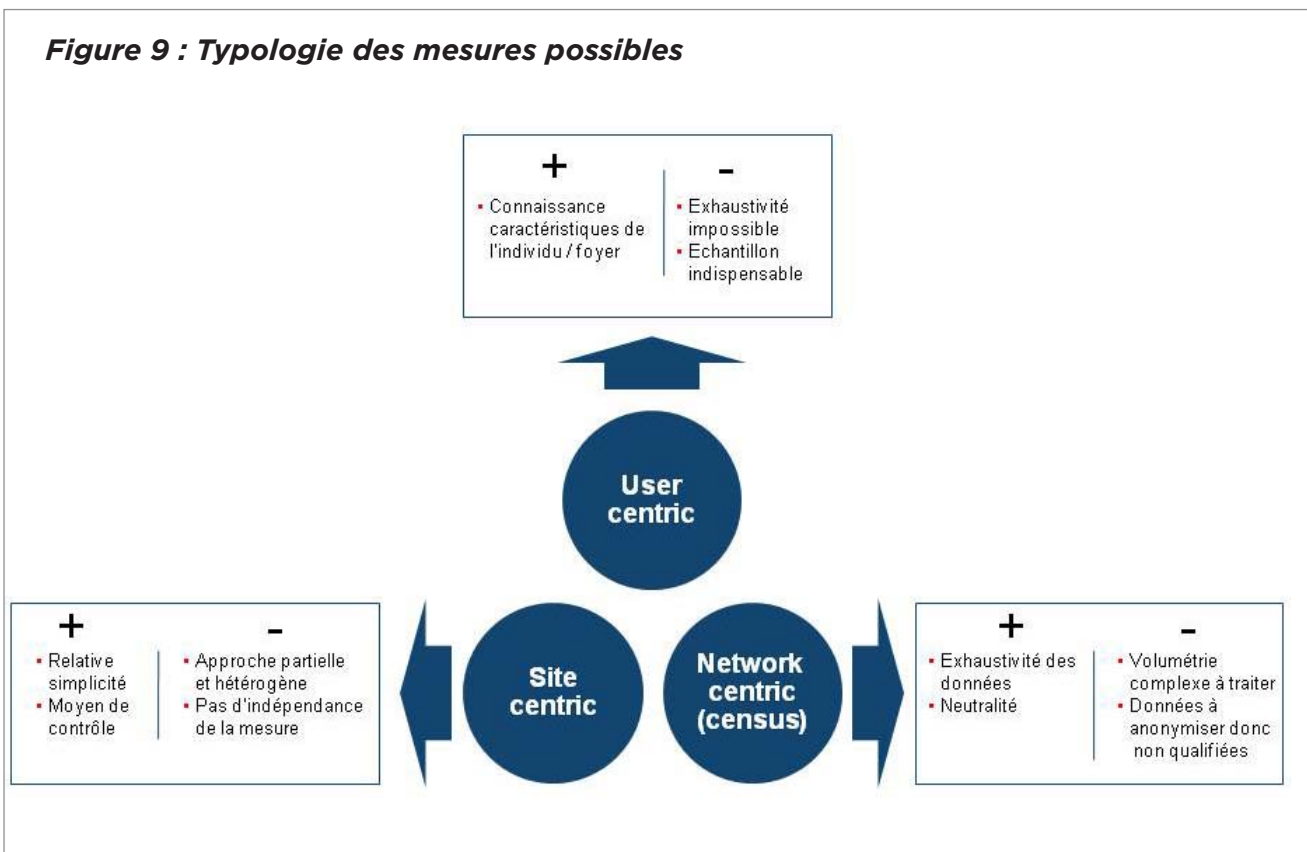 Figure 9 : Typologie des mesures possibles
+
▪ Connaissance
caractéristiques de
l'individu / foyer
-
▪ Exhaustivité
impossible
▪ Echantillon
indispensable
User
centric
+
▪ Relative
simplicité
▪ Moyen de
contrôle
-
▪ Approche partielle
et hétérogène
▪ Pas d'indépendance
de la mesure
Site
centric
Network
centric
(census)
+
▪ Exhaustivité des
données
▪ Neutralité
-
▪ Volumétrie
complexe à traiter
▪ Données à
anonymiser donc
non qualifiées